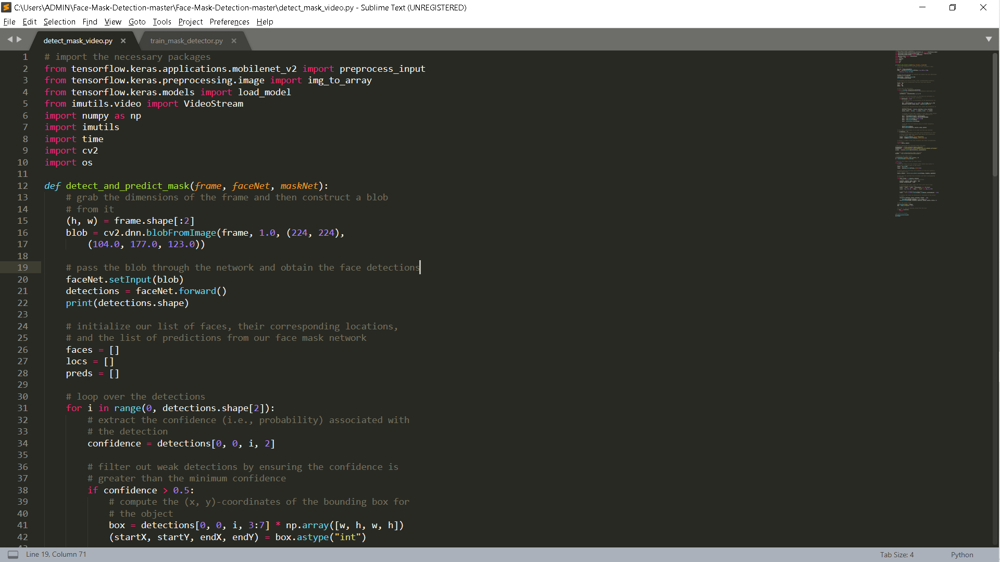 C:\Users\ADMIN\Face-Mask-Detection-master\Face-Mask-Detection-master\detect_mask_video.py - Sublime Text (UNREGISTERED)
File Edit Selection Find View Goto Tools Project Preferences Help
detect_mask_video.py × train_mask_detector.py ×
1 # import the necessary packages
2 from tensorflow.keras.applications.mobilenet_v2 import preprocess_input
3 from tensorflow.keras.preprocessing.image import img_to_array
4 from tensorflow.keras.models import load_model
5 from imutils.video import VideoStream
6 import numpy as np
7 import imutils
8 import time
9 import cv2
10 import os
11
12 def detect_and_predict_mask(frame, faceNet, maskNet):
13     # grab the dimensions of the frame and then construct a blob
14     # from it
15     (h, w) = frame.shape[:2]
16     blob = cv2.dnn.blobFromImage(frame, 1.0, (224, 224),
17         (104.0, 177.0, 123.0))
18
19     # pass the blob through the network and obtain the face detections
20     faceNet.setInput(blob)
21     detections = faceNet.forward()
22     print(detections.shape)
23
24     # initialize our list of faces, their corresponding locations,
25     # and the list of predictions from our face mask network
26     faces = []
27     locs = []
28     preds = []
29
30     # loop over the detections
31     for i in range(0, detections.shape[2]):
32         # extract the confidence (i.e., probability) associated with
33         # the detection
34         confidence = detections[0, 0, i, 2]
35
36         # filter out weak detections by ensuring the confidence is
37         # greater than the minimum confidence
38         if confidence > 0.5:
39             # compute the (x, y)-coordinates of the bounding box for
40             # the object
41             box = detections[0, 0, i, 3:7] * np.array([w, h, w, h])
42             (startX, startY, endX, endY) = box.astype("int")
Line 19, Column 71 Tab Size: 4 Python